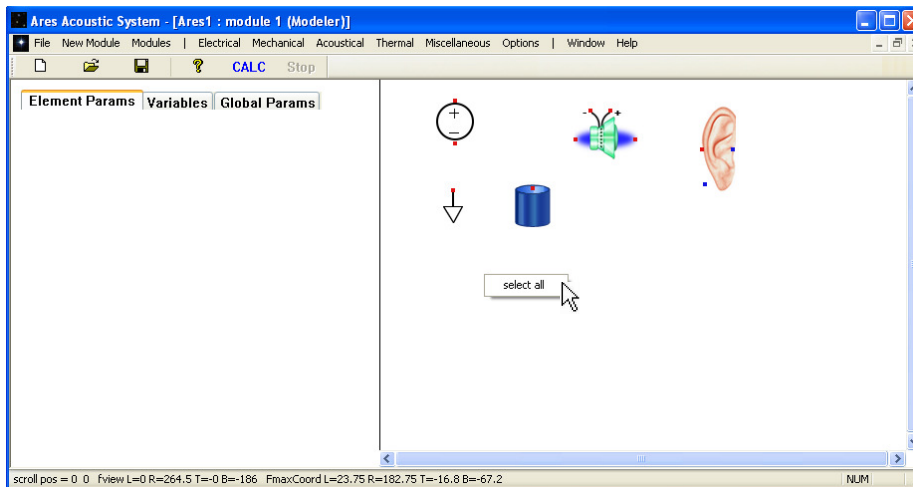 Ares Acoustic System - [Ares1 : module 1 (Modeler)]
File New Module Modules | Electrical Mechanical Acoustical Thermal Miscellaneous Options | Window Help
? CALC Stop
Element Params Variables Global Params
+
−
- +
select all
scroll pos = 0 0 fview L=0 R=264.5 T=-0 B=-186 FmaxCoord L=23.75 R=182.75 T=-16.8 B=-67.2 NUM